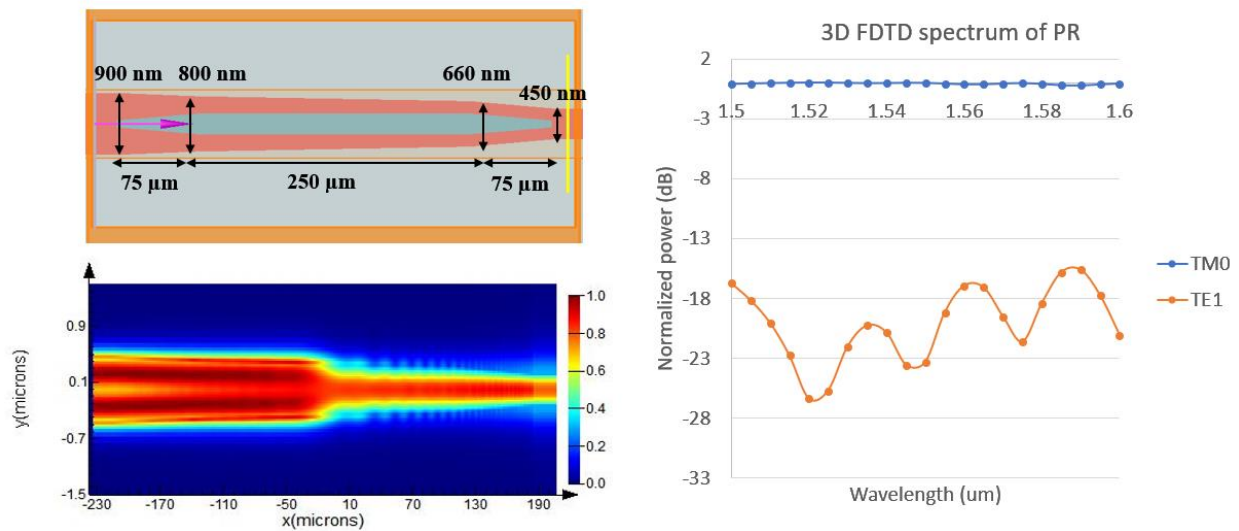 900 nm 800 nm 660 nm 450 nm
75 μm 250 μm 75 μm
y(microns)
0.9
0.1
-0.7
-1.5
-230 -170 -110 -50 10 70 130 190
x(microns)
1.0
0.8
0.6
0.4
0.2
0.0
3D FDTD spectrum of PR
Normalized power (dB)
2
-3
-8
-13
-18
-23
-28
-33
1.5 1.52 1.54 1.56 1.58 1.6
Wavelength (um)
TM0
TE1